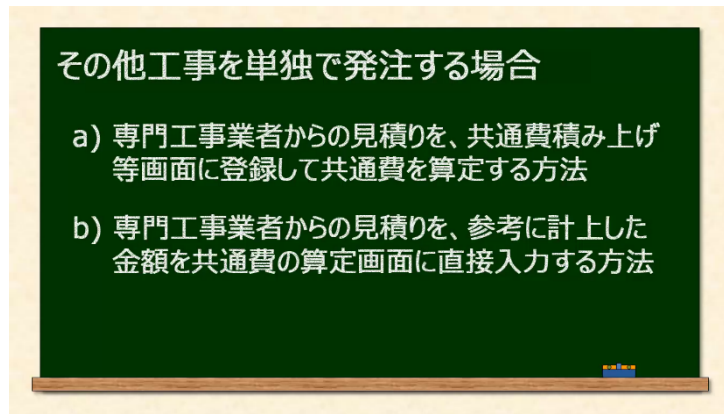 その他工事を単独で発注する場合
a) 専門工事業者からの見積りを、共通費積み上げ
等画面に登録して共通費を算定する方法
b) 専門工事業者からの見積りを、参考に計上した
金額を共通費の算定画面に直接入力する方法